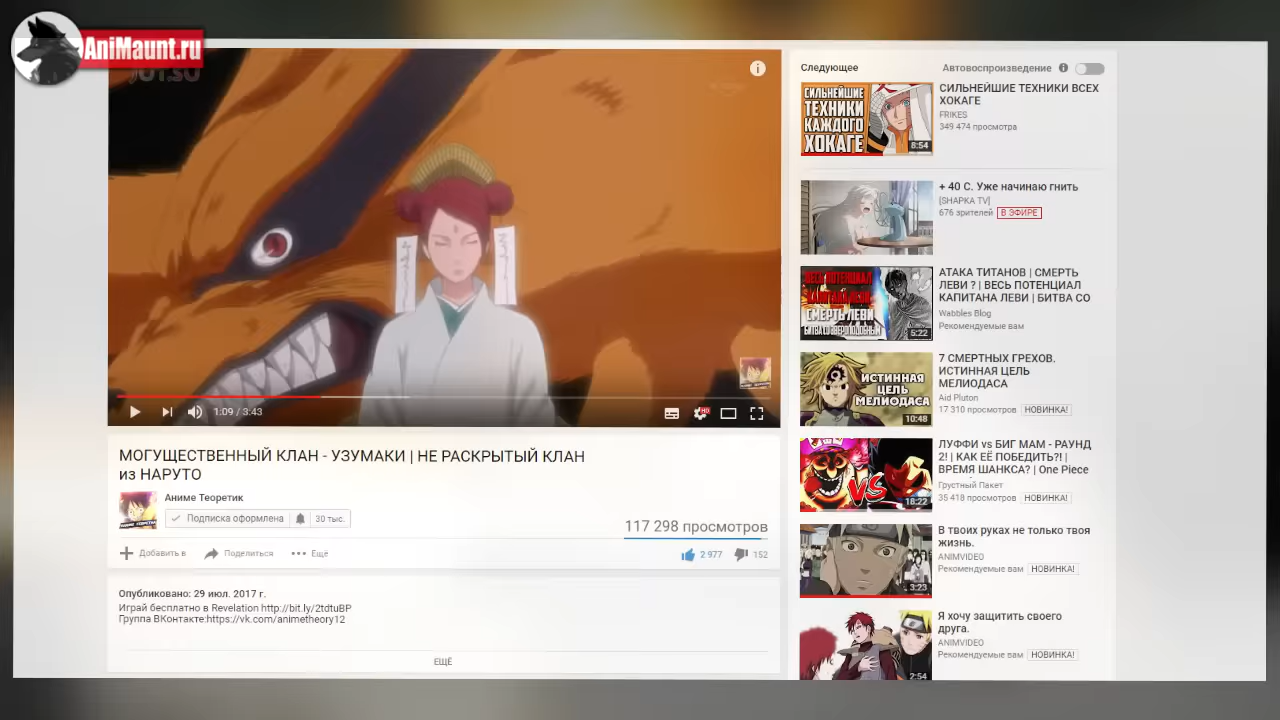 AniMaunt.ru
1:09 / 3:43
HD
МОГУЩЕСТВЕННЫЙ КЛАН - УЗУМАКИ | НЕ РАСКРЫТЫЙ КЛАН
из НАРУТО
Аниме Теоретик
Подписка оформлена
30 тыс.
117 298 просмотров
Добавить в
Поделиться
Ещё
2 977
152
Опубликовано: 29 июл. 2017 г.
Играй бесплатно в Revelation http://bit.ly/2tdtuBP
Группа ВКонтакте:https://vk.com/animetheory12
ЕЩЁ
Следующее
Автовоспроизведение
СИЛЬНЕЙШИЕ
ТЕХНИКИ
КАЖДОГО
ХОКАГЕ
8:54
СИЛЬНЕЙШИЕ ТЕХНИКИ ВСЕХ
ХОКАГЕ
FRIKES
349 474 просмотра
+ 40 С. Уже начинаю гнить
[SHAPKA TV]
676 зрителей В ЭФИРЕ
ВЕСЬ ПОТЕНЦИАЛ
КАПИТАНА ЛЕВИ
СМЕРТЬ ЛЕВИ
5:22
АТАКА ТИТАНОВ | СМЕРТЬ
ЛЕВИ ? | ВЕСЬ ПОТЕНЦИАЛ
КАПИТАНА ЛЕВИ | БИТВА СО
Wabbles Blog
Рекомендуемые вам
ИСТИННАЯ
ЦЕЛЬ
МЕЛИОДАСА
10:48
7 СМЕРТНЫХ ГРЕХОВ.
ИСТИННАЯ ЦЕЛЬ
МЕЛИОДАСА
Aid Pluton
17 310 просмотров НОВИНКА!
VS
18:22
ЛУФФИ vs БИГ МАМ - РАУНД
2! | КАК ЕЁ ПОБЕДИТЬ?! |
ВРЕМЯ ШАНКСА? | One Piece
Грустный Пакет
35 418 просмотров НОВИНКА!
3:23
В твоих руках не только твоя
жизнь.
ANIMVIDEO
Рекомендуемые вам НОВИНКА!
2:54
Я хочу защитить своего
друга.
ANIMVIDEO
Рекомендуемые вам НОВИНКА!